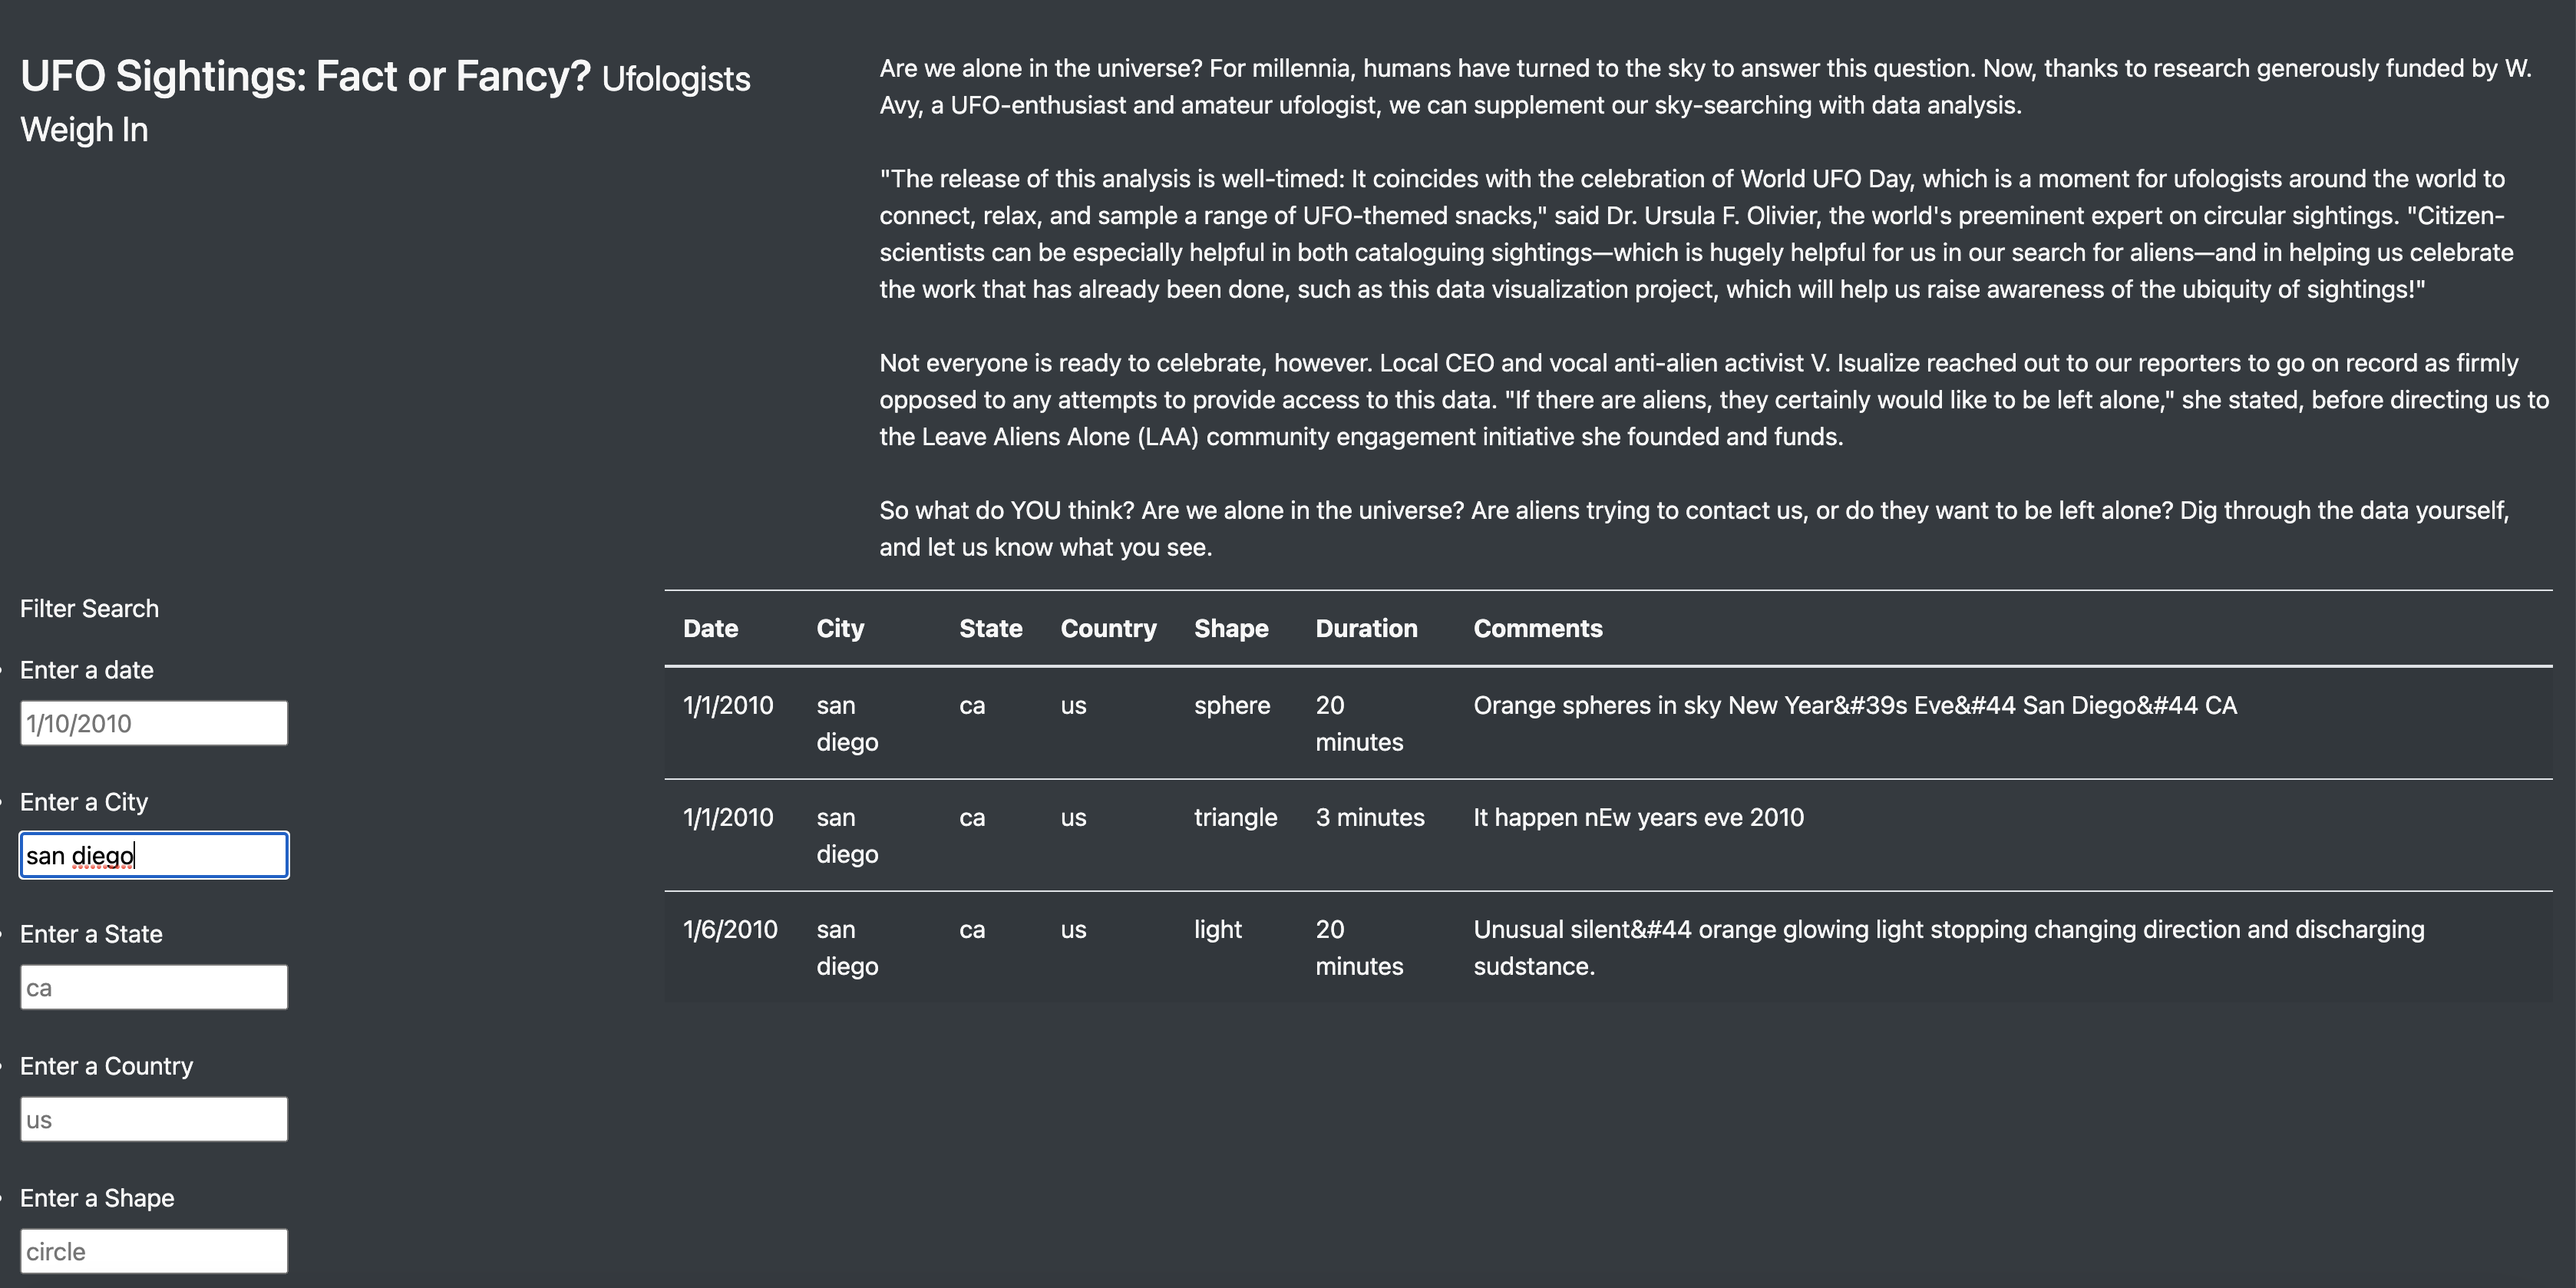 UFO Sightings: Fact or Fancy? Ufologists
Weigh In
Are we alone in the universe? For millennia, humans have turned to the sky to answer this question. Now, thanks to research generously funded by W.
Avy, a UFO-enthusiast and amateur ufologist, we can supplement our sky-searching with data analysis.
"The release of this analysis is well-timed: It coincides with the celebration of World UFO Day, which is a moment for ufologists around the world to
connect, relax, and sample a range of UFO-themed snacks," said Dr. Ursula F. Olivier, the world's preeminent expert on circular sightings. "Citizen-
scientists can be especially helpful in both cataloguing sightings—which is hugely helpful for us in our search for aliens—and in helping us celebrate
the work that has already been done, such as this data visualization project, which will help us raise awareness of the ubiquity of sightings!"
Not everyone is ready to celebrate, however. Local CEO and vocal anti-alien activist V. Isualize reached out to our reporters to go on record as firmly
opposed to any attempts to provide access to this data. "If there are aliens, they certainly would like to be left alone," she stated, before directing us to
the Leave Aliens Alone (LAA) community engagement initiative she founded and funds.
So what do YOU think? Are we alone in the universe? Are aliens trying to contact us, or do they want to be left alone? Dig through the data yourself,
and let us know what you see.
Filter Search
Enter a date
1/10/2010
Enter a City
san diego
Enter a State
ca
Enter a Country
us
Enter a Shape
circle
Date City State Country Shape Duration Comments
1/1/2010 san ca us sphere 20 Orange spheres in sky New Year&#39s Eve&#44 San Diego&#44 CA
diego minutes
1/1/2010 san ca us triangle 3 minutes It happen nEw years eve 2010
diego
1/6/2010 san ca us light 20 Unusual silent&#44 orange glowing light stopping changing direction and discharging
diego minutes sudstance.